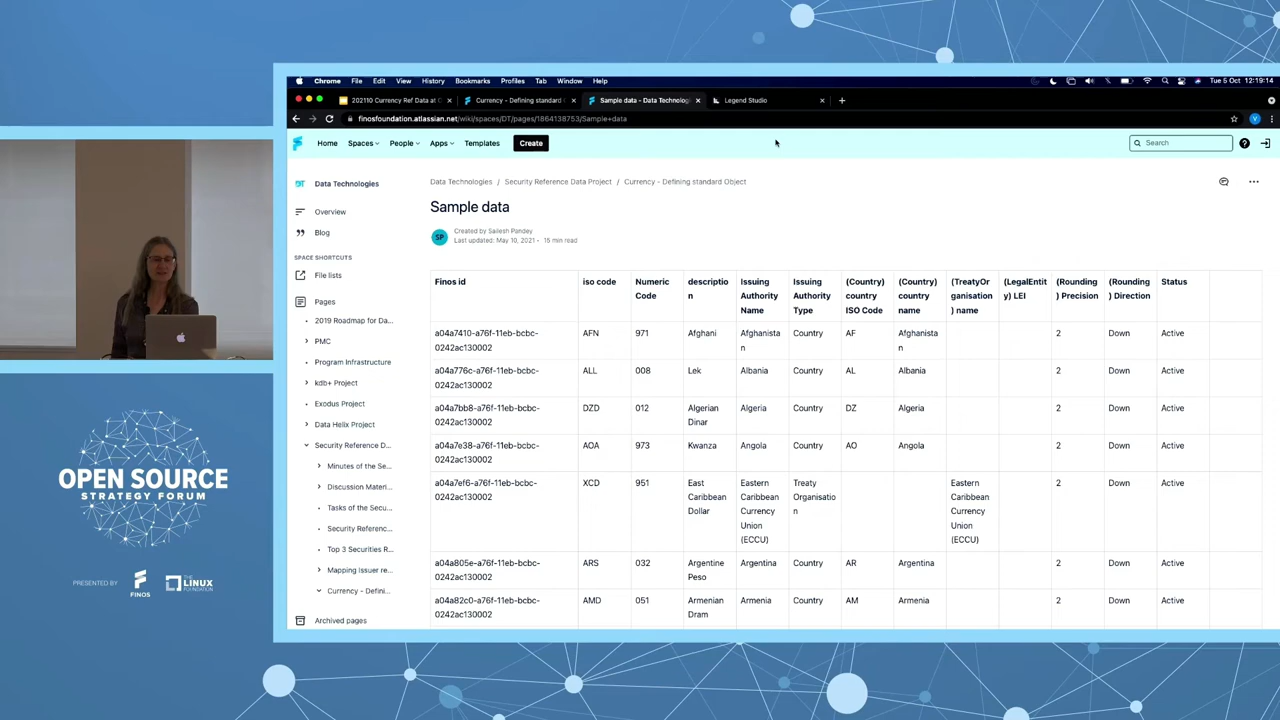 Chrome File Edit View History Bookmarks Profiles Tab Window Help Tue 5 Oct 12:19:14
202110 Currency Ref Data at C Currency - Defining standard Sample data - Data Technolog Legend Studio
finosfoundation.atlassian.net/wiki/spaces/DT/pages/1864138753/Sample+data V
Home Spaces People Apps Templates Create Search
DT Data Technologies
Overview
Blog
SPACE SHORTCUTS
File lists
Pages
2019 Roadmap for Da...
PMC
Program Infrastructure
kdb+ Project
Exodus Project
Data Helix Project
Security Reference D...
Minutes of the Se...
Discussion Materi...
Tasks of the Secu...
Security Referenc...
Top 3 Securities R...
Mapping Issuer re...
Currency - Defini...
Archived pages
Data Technologies / Security Reference Data Project / Currency - Defining standard Object
Sample data
SP
Created by Sailesh Pandey
Last updated: May 10, 2021 • 15 min read
Finos id iso code Numeric descriptio Issuing Issuing (Country) (Country) (TreatyOr (LegalEntit (Rounding (Rounding Status
Code n Authority Authority country country ganisation y) LEI ) Precision ) Direction
Name Type ISO Code name ) name
a04a7410-a76f-11eb-bcbc- AFN 971 Afghani Afghanista Country AF Afghanista 2 Down Active
0242ac130002 n n
a04a776c-a76f-11eb-bcbc- ALL 008 Lek Albania Country AL Albania 2 Down Active
0242ac130002
a04a7bb8-a76f-11eb-bcbc- DZD 012 Algerian Algeria Country DZ Algeria 2 Down Active
0242ac130002 Dinar
a04a7e38-a76f-11eb-bcbc- AOA 973 Kwanza Angola Country AO Angola 2 Down Active
0242ac130002
a04a7ef6-a76f-11eb-bcbc- XCD 951 East Eastern Treaty Eastern 2 Down Active
0242ac130002 Caribbean Caribbean Organisatio Caribbean
Dollar Currency n Currency
Union Union
(ECCU) (ECCU)
a04a805e-a76f-11eb-bcbc- ARS 032 Argentine Argentina Country AR Argentina 2 Down Active
0242ac130002 Peso
a04a82c0-a76f-11eb-bcbc- AMD 051 Armenian Armenia Country AM Armenia 2 Down Active
0242ac130002 Dram
OPEN SOURCE
STRATEGY FORUM
PRESENTED BY FINOS THE LINUX FOUNDATION